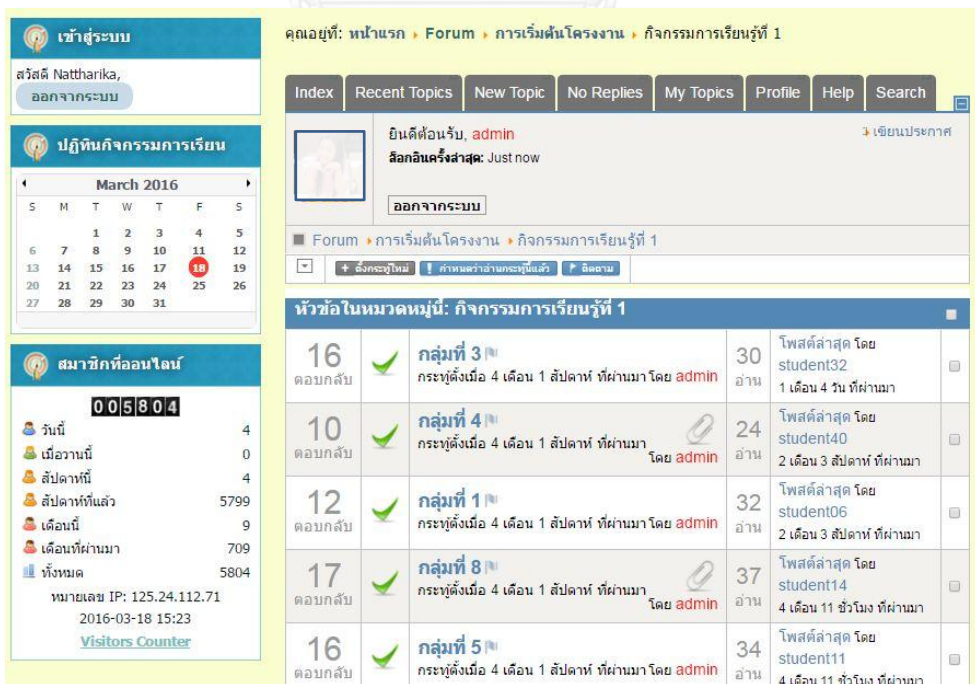 เข้าสู่ระบบ
สวัสดี Nattharika,
ออกจากระบบ
ปฏิทินกิจกรรมการเรียน
March 2016
S M T W T F S
1 2 3 4 5
6 7 8 9 10 11 12
13 14 15 16 17 18 19
20 21 22 23 24 25 26
27 28 29 30 31
สมาชิกที่ออนไลน์
005804
วันนี้ 4
เมื่อวานนี้ 0
สัปดาห์นี้ 4
สัปดาห์ที่แล้ว 5799
เดือนนี้ 9
เดือนที่ผ่านมา 709
ทั้งหมด 5804
หมายเลข IP: 125.24.112.71
2016-03-18 15:23
Visitors Counter
คุณอยู่ที่: หน้าแรก Forum การเริ่มต้นโครงงาน กิจกรรมการเรียนรู้ที่ 1
Index Recent Topics New Topic No Replies My Topics Profile Help Search
ยินดีต้อนรับ, admin
เขียนประกาศ
ล็อกอินครั้งล่าสุด: Just now
ออกจากระบบ
Forum การเริ่มต้นโครงงาน กิจกรรมการเรียนรู้ที่ 1
ตั้งกระทู้ใหม่ กำหนดว่าอ่านกระทู้นี้แล้ว ติดตาม
หัวข้อในหมวดหมู่นี้: กิจกรรมการเรียนรู้ที่ 1
16 ตอบกลับ
กลุ่มที่ 3
กระทู้ตั้งเมื่อ 4 เดือน 1 สัปดาห์ ที่ผ่านมา โดย admin
30 อ่าน
โพสต์ล่าสุด โดย
student32
1 เดือน 4 วัน ที่ผ่านมา
10 ตอบกลับ
กลุ่มที่ 4
กระทู้ตั้งเมื่อ 4 เดือน 1 สัปดาห์ ที่ผ่านมา
โดย admin
24 อ่าน
โพสต์ล่าสุด โดย
student40
2 เดือน 3 สัปดาห์ ที่ผ่านมา
12 ตอบกลับ
กลุ่มที่ 1
กระทู้ตั้งเมื่อ 4 เดือน 1 สัปดาห์ ที่ผ่านมา โดย admin
32 อ่าน
โพสต์ล่าสุด โดย
student06
2 เดือน 3 สัปดาห์ ที่ผ่านมา
17 ตอบกลับ
กลุ่มที่ 8
กระทู้ตั้งเมื่อ 4 เดือน 1 สัปดาห์ ที่ผ่านมา
โดย admin
37 อ่าน
โพสต์ล่าสุด โดย
student14
4 เดือน 11 ชั่วโมง ที่ผ่านมา
16 ตอบกลับ
กลุ่มที่ 5
กระทู้ตั้งเมื่อ 4 เดือน 1 สัปดาห์ ที่ผ่านมา โดย admin
34 อ่าน
โพสต์ล่าสุด โดย
student11
4 เดือน 11 ชั่วโมง ที่ผ่านมา